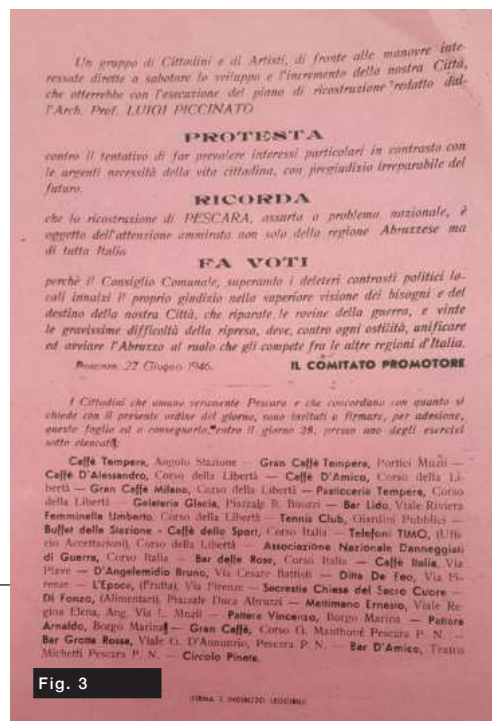 Un gruppo di Cittadini e di Artisti, di fronte alle manovre inte-
ressate dirette a sabotare lo sviluppo e l'incremento della nostra Città,
che otterrebbe con l'esecuzione del piano di ricostruzione redatto dal-
l'Arch. Prof. LUIGI PICCINATO
PROTESTA
contro il tentativo di far prevalere interessi particolari in contrasto con
le urgenti necessità della vita cittadina, con pregiudizio irreparabile del
futuro.
RICORDA
che la ricostruzione di PESCARA, assurta a problema nazionale, è
oggetto dell'attenzione ammirata non solo della regione Abruzzese ma
di tutta Italia
FA VOTI
perchè il Consiglio Comunale, superando i deleteri contrasti politici lo-
cali innalzi il proprio giudizio nella superiore visione dei bisogni e del
destino della nostra Città, che riparate le rovine della guerra, e vinte
le gravissime difficoltà della ripresa, deve, contro ogni ostilità, unificare
ed avviare l'Abruzzo al ruolo che gli compete fra le altre regioni d'Italia.
Pescara, 22 Giugno 1946. IL COMITATO PROMOTORE
I Cittadini che amano veramente Pescara e che concordano con quanto si
chiede con il presente ordine del giorno, sono invitati a firmare, per adesione,
questo foglio ed a consegnarlo, entro il giorno 28, presso uno degli esercizi
sotto elencati:
Caffè Tempera, Angolo Stazione — Gran Caffè Tempera, Portici Muzii —
Caffè D'Alessandro, Corso della Libertà — Caffè D'Amico, Corso della Li-
bertà — Gran Caffè Milano, Corso della Libertà — Pasticceria Tempera, Corso
della Libertà — Gelateria Glacia, Piazzale B. Buozzi — Bar Lido, Viale Riviera
Femminella Umberto, Corso della Libertà — Tennis Club, Giardini Pubblici —
Buffet delle Stazione — Caffè dello Sport, Corso Italia — Telefoni TIMO, (Uffi-
cio Accettazioni), Corso della Libertà — Associazione Nazionale Danneggiati
di Guerra, Corso Italia — Bar delle Rose, Corso Italia — Caffè Italia, Via
Piave — D'Angelemidio Bruno, Via Cesare Battisti — Ditta De Feo, Via Fi-
renze — L'Epoca, (Frutta), Via Firenze — Sacrestia Chiesa del Sacro Cuore —
Di Fonzo, (Alimentari), Piazzale Duca Abruzzi — Mettimano Ernesto, Viale Re-
gina Elena, Ang. Via L. Muzii — Pattere Vincenzo, Borgo Marina — Pattore
Arnaldo, Borgo Marina — Gran Caffè, Corso G. Manthonè Pescara P. N. —
Bar Grotte Rossa, Viale G. D'Annunzio, Pescara P. N. — Bar D'Amico, Teatro
Michetti Pescara P. N. — Circolo Pineta.
(FIRMA E INDIRIZZO LEGGIBILI)
Fig. 3